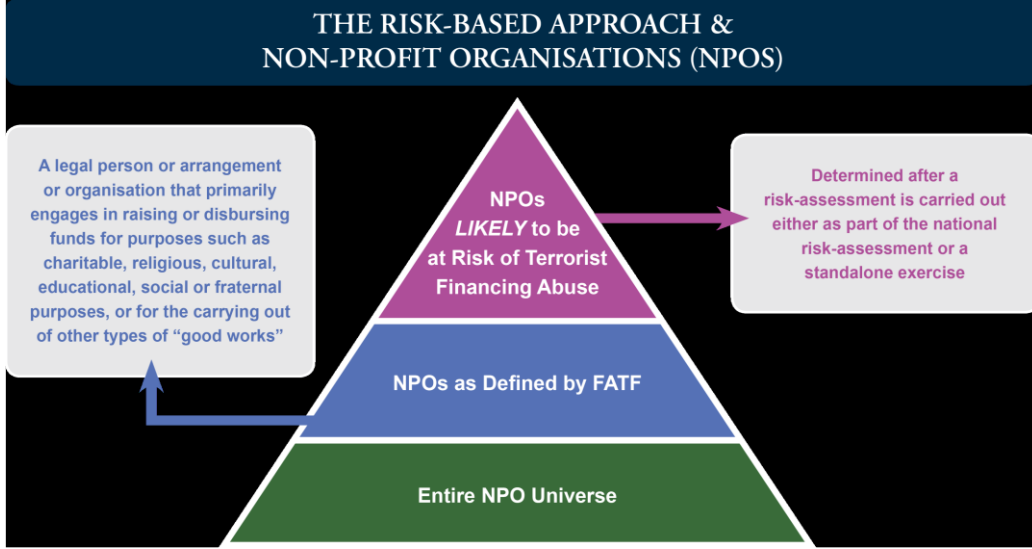 THE RISK-BASED APPROACH &
NON-PROFIT ORGANISATIONS (NPOS)
A legal person or arrangement
or organisation that primarily
engages in raising or disbursing
funds for purposes such as
charitable, religious, cultural,
educational, social or fraternal
purposes, or for the carrying out
of other types of “good works”
NPOs
LIKELY to be
at Risk of Terrorist
Financing Abuse
Determined after a
risk-assessment is carried out
either as part of the national
risk-assessment or a
standalone exercise
NPOs as Defined by FATF
Entire NPO Universe